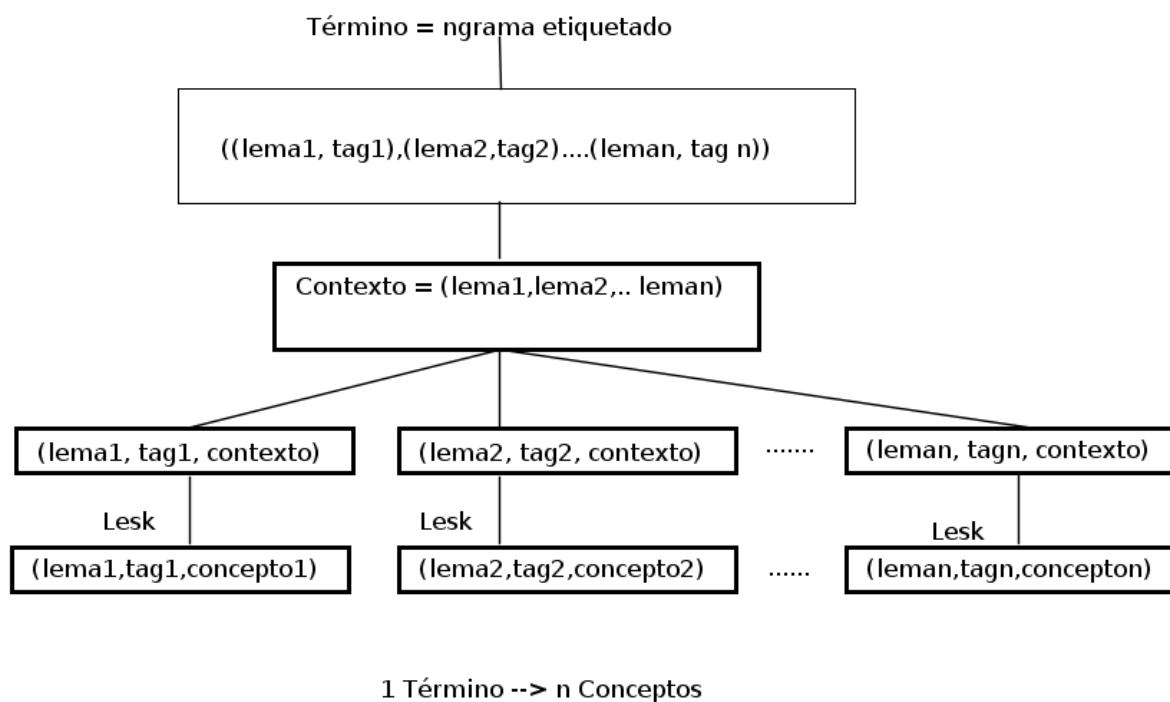 Término = ngrama etiquetado
((lema1, tag1),(lema2,tag2)....(leman, tag n))
Contexto = (lema1,lema2,.. leman)
(lema1, tag1, contexto)
(lema2, tag2, contexto)
.......
(leman, tagn, contexto)
Lesk
Lesk
Lesk
(lema1,tag1,concepto1)
(lema2,tag2,concepto2)
......
(leman,tagn,concepton)
1 Término --> n Conceptos